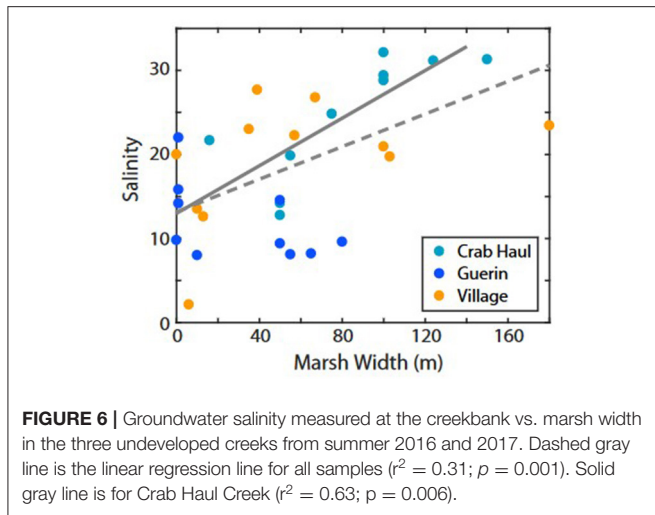 30
20
10
0
Salinity
Crab Haul
Guerin
Village
0 40 80 120 160
Marsh Width (m)
FIGURE 6 | Groundwater salinity measured at the creekbank vs. marsh width
in the three undeveloped creeks from summer 2016 and 2017. Dashed gray
line is the linear regression line for all samples (r² = 0.31; p = 0.001). Solid
gray line is for Crab Haul Creek (r² = 0.63; p = 0.006).